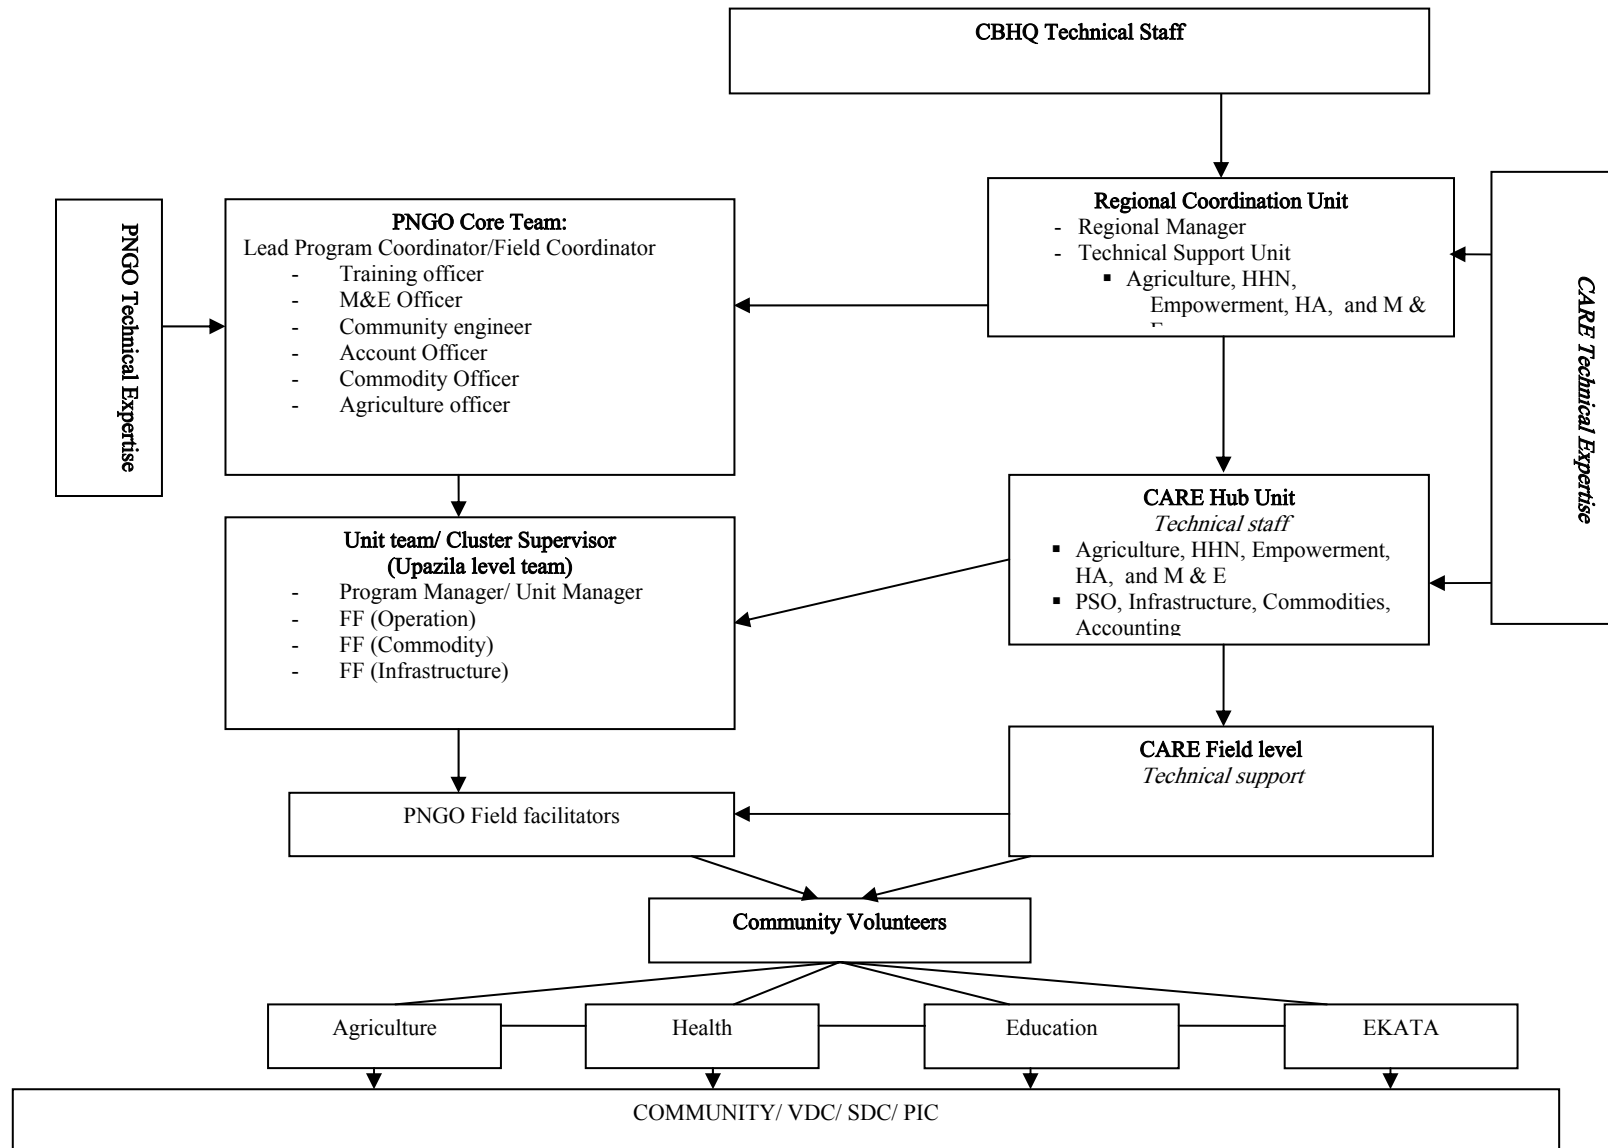 CBHQ Technical Staff
PNGO Technical Expertise
PNGO Core Team:
Lead Program Coordinator/Field Coordinator
- Training officer
- M&E Officer
- Community engineer
- Account Officer
- Commodity Officer
- Agriculture officer
Regional Coordination Unit
- Regional Manager
- Technical Support Unit
▪ Agriculture, HHN,
Empowerment, HA, and M &
CARE Technical Expertise
Unit team/ Cluster Supervisor
(Upazila level team)
- Program Manager/ Unit Manager
- FF (Operation)
- FF (Commodity)
- FF (Infrastructure)
CARE Hub Unit
Technical staff
▪ Agriculture, HHN, Empowerment,
HA, and M & E
▪ PSO, Infrastructure, Commodities,
Accounting
CARE Field level
Technical support
PNGO Field facilitators
Community Volunteers
Agriculture
Health
Education
EKATA
COMMUNITY/ VDC/ SDC/ PIC